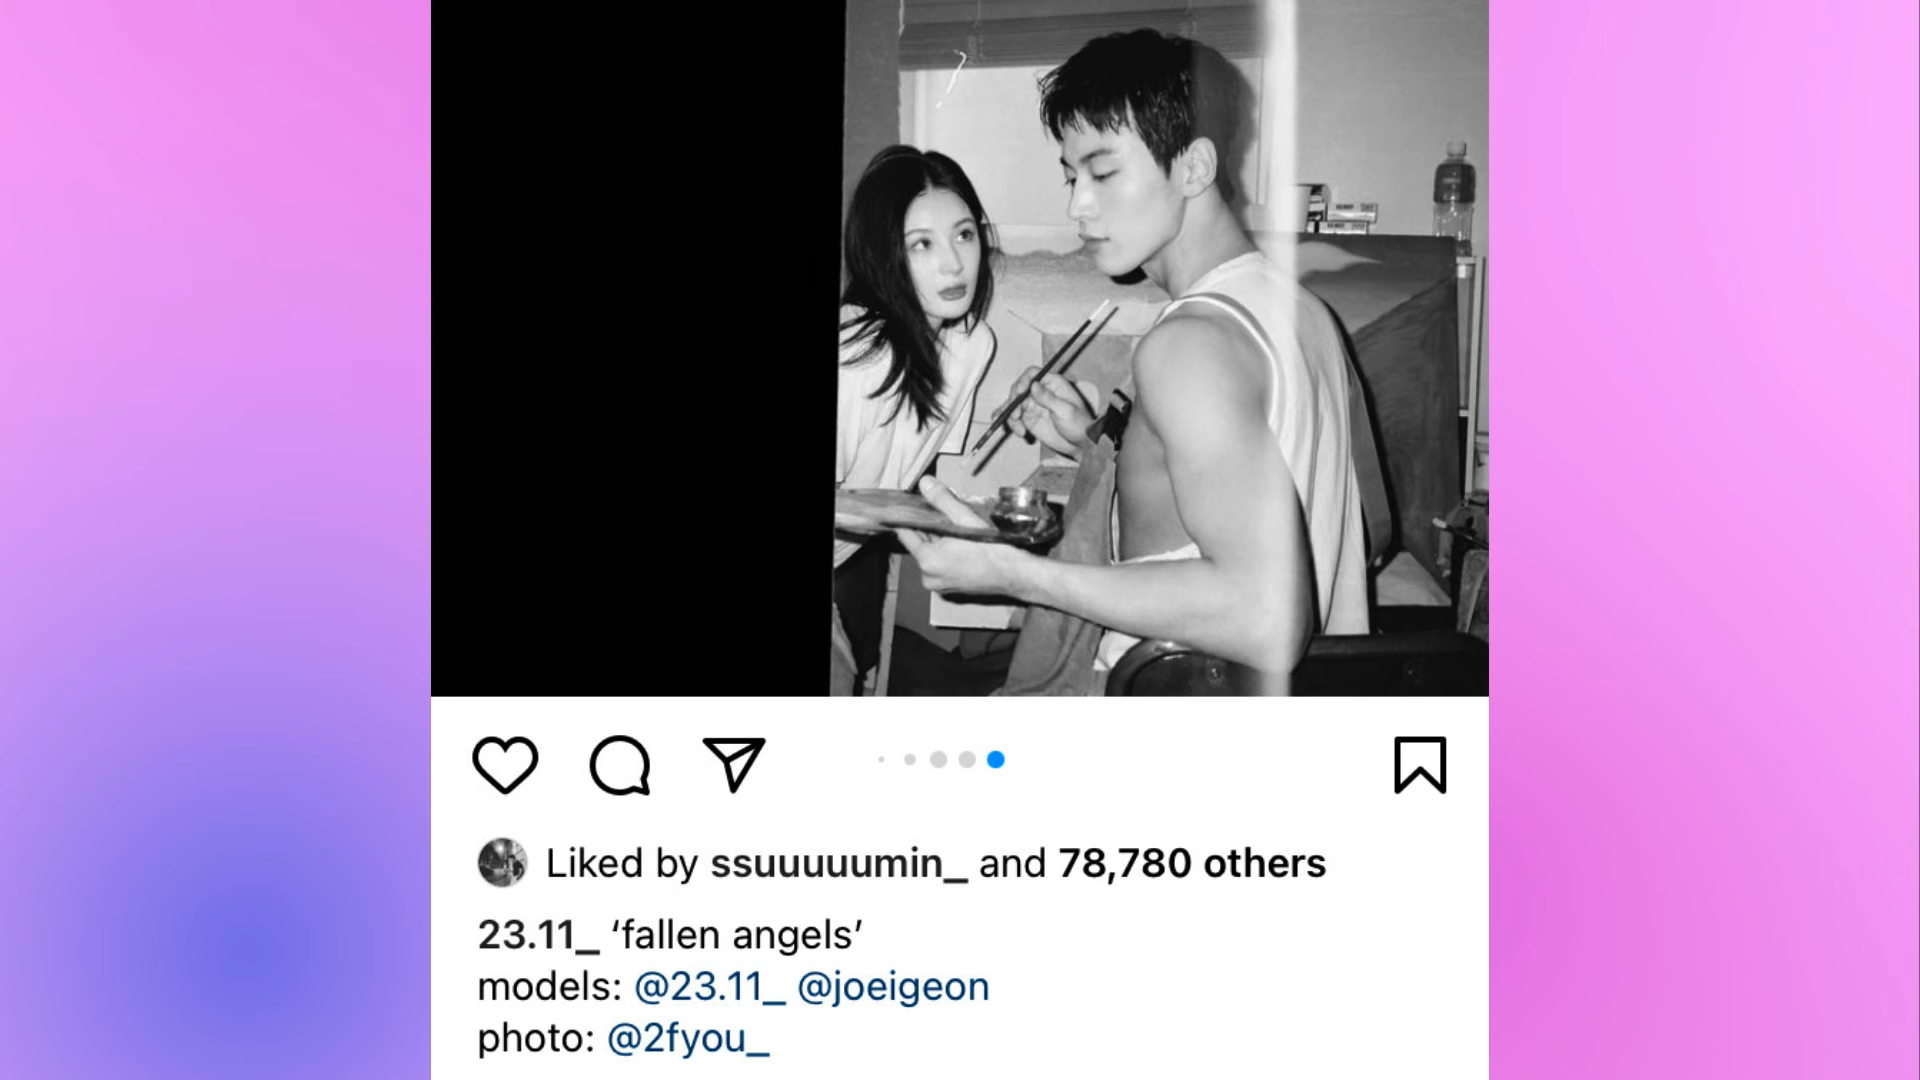 Liked by ssuuuuumin_ and 78,780 others
23.11_ ‘fallen angels’
models: @23.11_ @joeigeon
photo: @2fyou_